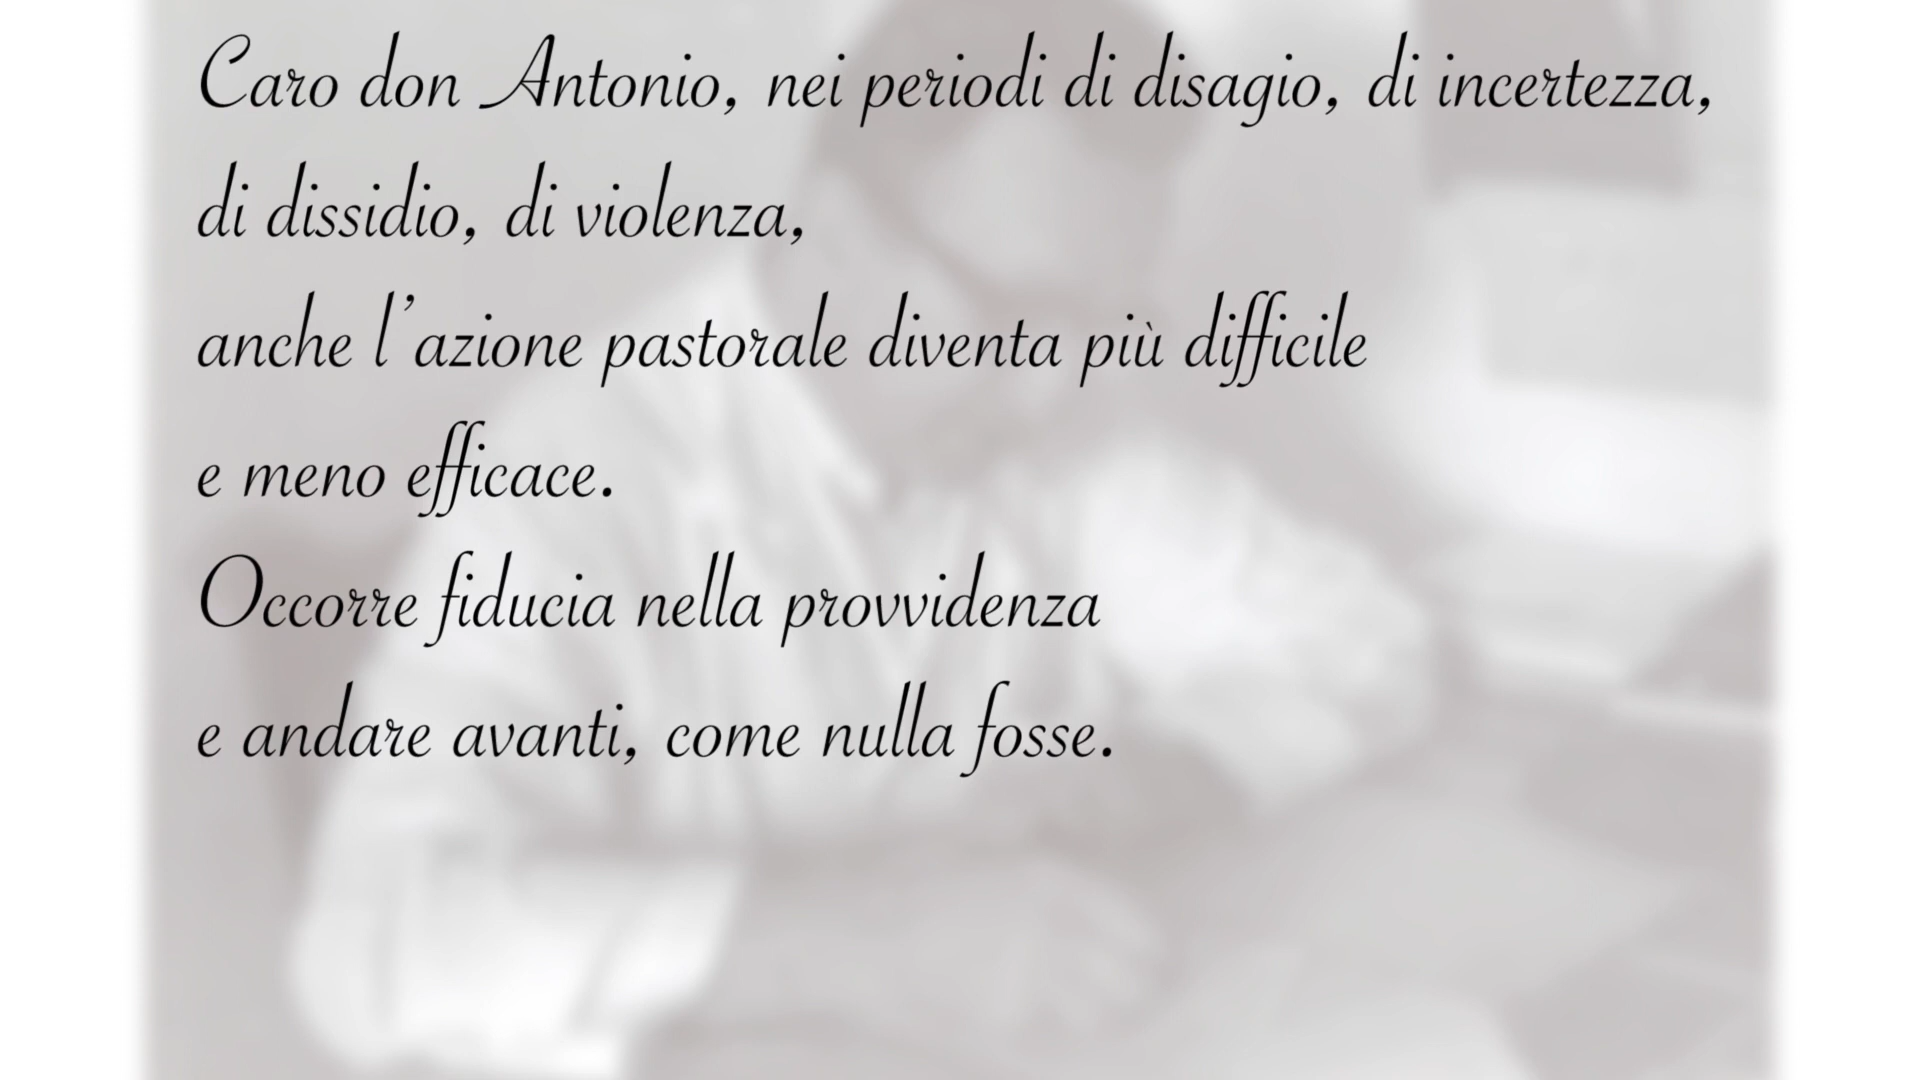 Caro don Antonio, nei periodi di disagio, di incertezza,
di dissidio, di violenza,
anche l’azione pastorale diventa più difficile
e meno efficace.
Occorre fiducia nella provvidenza
e andare avanti, come nulla fosse.